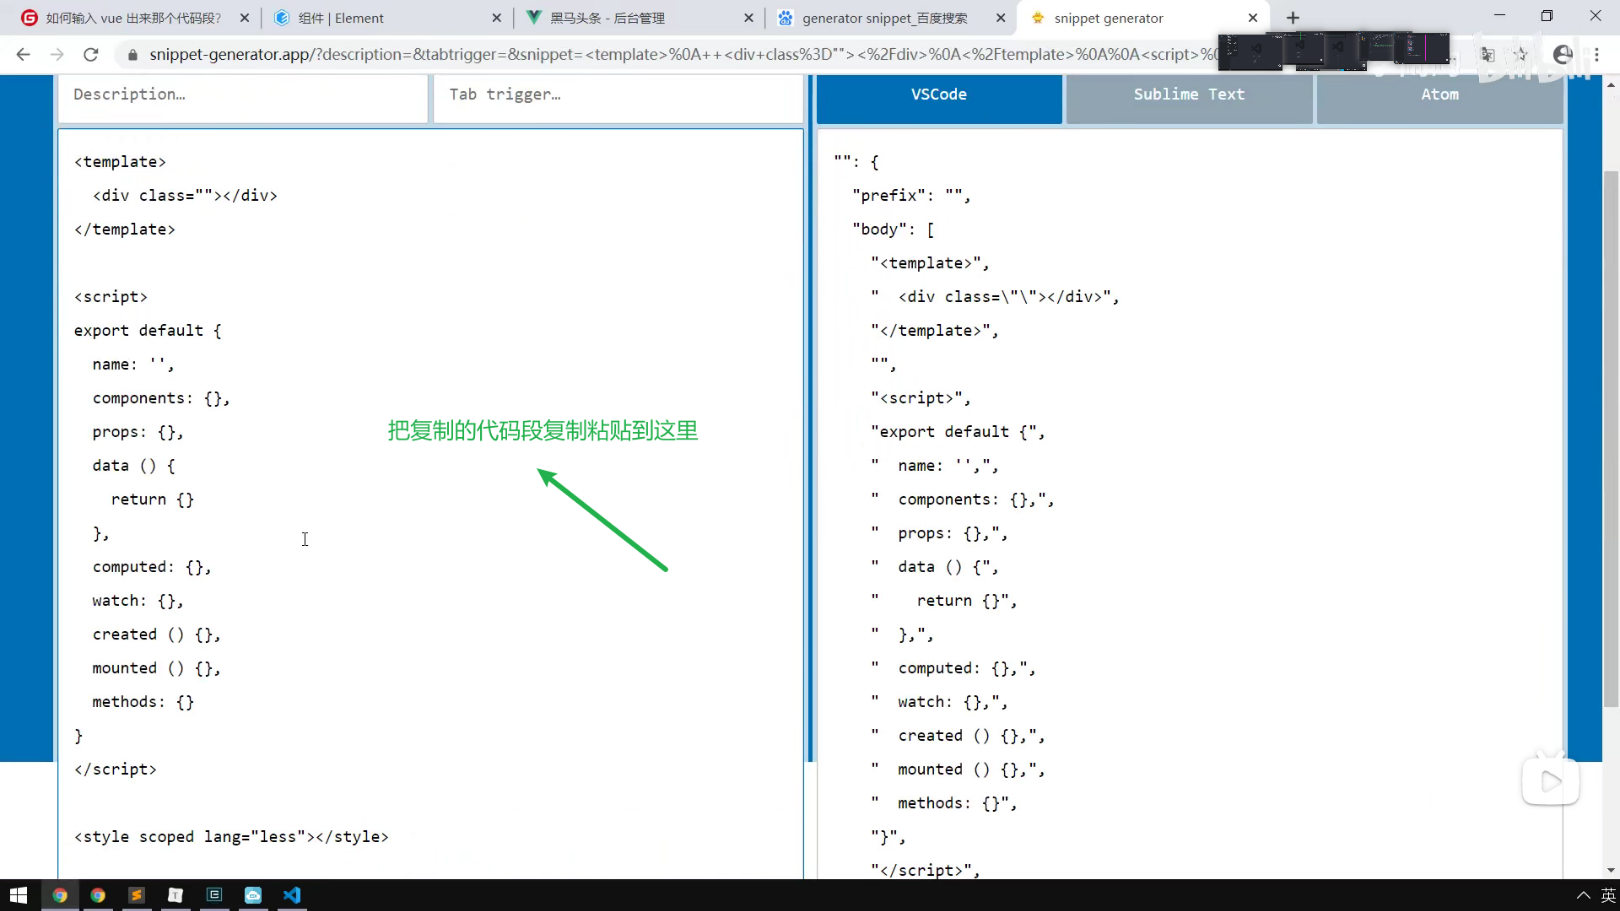 如何输入 vue 出来那个代码段?
组件 | Element
黑马头条 - 后台管理
generator snippet_百度搜索
snippet generator
snippet-generator.app/?description=&tabtrigger=&snippet=<template>%0A++<div+class%3D""><%2Fdiv>%0A<%2Ftemplate>%0A%0A<script>%0
Description…
Tab trigger…
VSCode
Sublime Text
Atom
<template>
  <div class=""></div>
</template>
<script>
export default {
  name: '',
  components: {},
  props: {},
  data () {
    return {}
  },
  computed: {},
  watch: {},
  created () {},
  mounted () {},
  methods: {}
}
</script>
<style scoped lang="less"></style>
把复制的代码段复制粘贴到这里
"": {
  "prefix": "",
  "body": [
    "<template>",
    "  <div class=\"\"></div>",
    "</template>",
    "",
    "<script>",
    "export default {",
    "  name: '',",
    "  components: {},",
    "  props: {},",
    "  data () {",
    "    return {}",
    "  },",
    "  computed: {},",
    "  watch: {},",
    "  created () {},",
    "  mounted () {},",
    "  methods: {}",
    "}",
    "</script>",
英